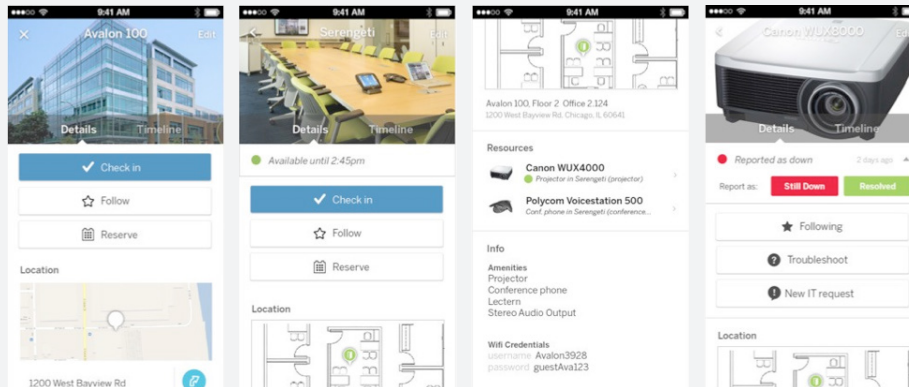 9:41 AM
Avalon 100
Edit
Details
Timeline
Check in
Follow
Reserve
Location
1200 West Bayview Rd
9:41 AM
Serengeti
Edit
Details
Timeline
Available until 2:45pm
Check in
Follow
Reserve
Location
9:41 AM
Avalon 100, Floor 2 Office 2.124
1200 West Bayview Rd. Chicago, IL 60641
Resources
Canon WUX4000
Projector in Serengeti (projector)
Polycom Voicestation 500
Conf. phone in Serengeti (conference...
Info
Amenities
Projector
Conference phone
Lectern
Stereo Audio Output
Wifi Credentials
username Avalon3928
password guestAva123
9:41 AM
Canon WUX8000
Edit
Details
Timeline
Reported as down 2 days ago
Report as: Still Down Resolved
Following
Troubleshoot
New IT request
Location